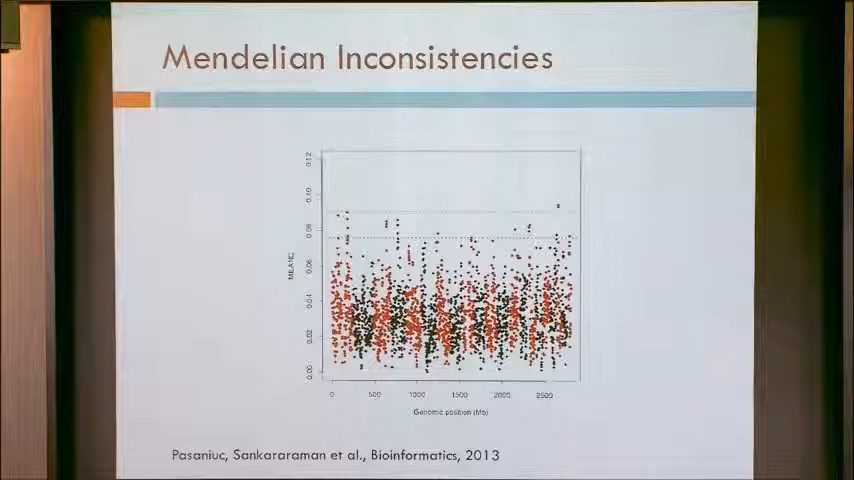 Mendelian Inconsistencies
0.12
0.10
0.08
0.06
0.04
0.02
0.00
0 500 1000 1500 2000 2500
Genomic position (Mb)
Pasaniuc, Sankararaman et al., Bioinformatics, 2013